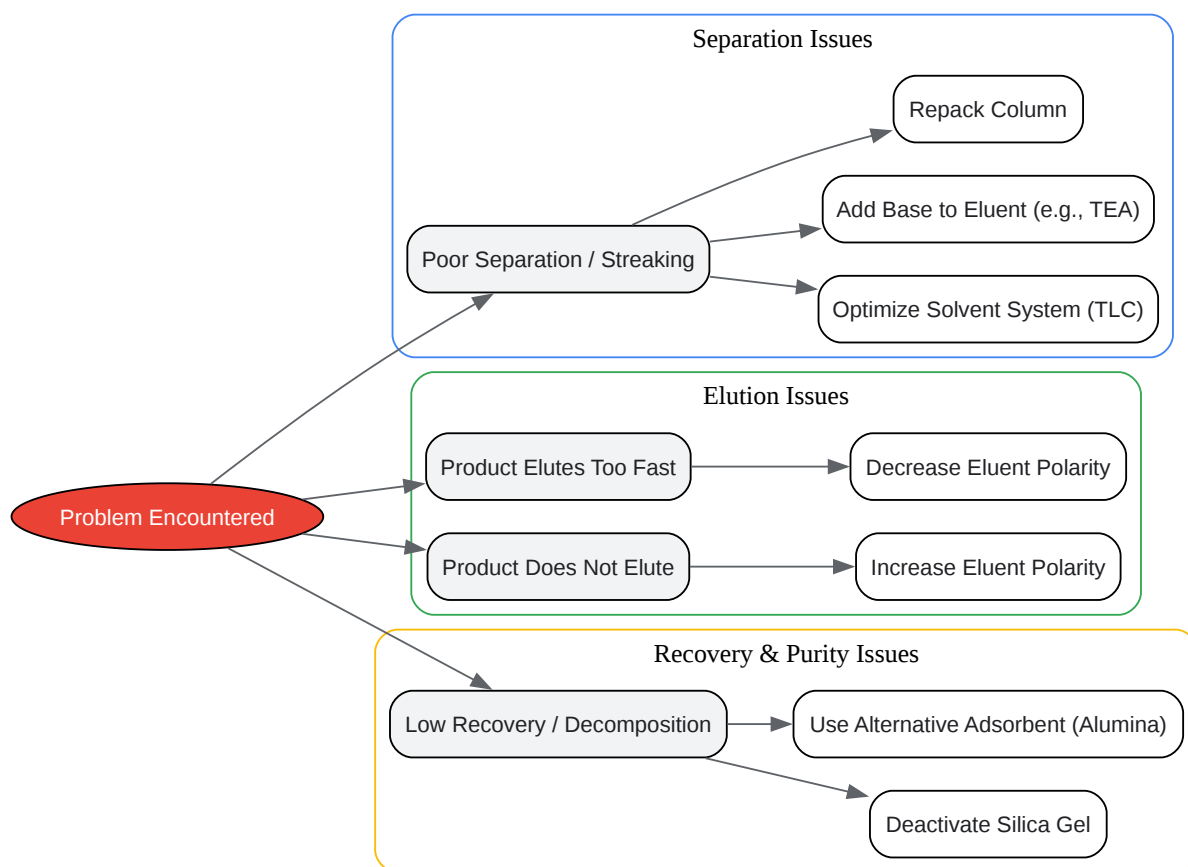 Separation Issues
Repack Column
Add Base to Eluent (e.g., TEA)
Poor Separation / Streaking
Optimize Solvent System (TLC)
Elution Issues
Product Elutes Too Fast
Decrease Eluent Polarity
Problem Encountered
Product Does Not Elute
Increase Eluent Polarity
Recovery & Purity Issues
Low Recovery / Decomposition
Use Alternative Adsorbent (Alumina)
Deactivate Silica Gel